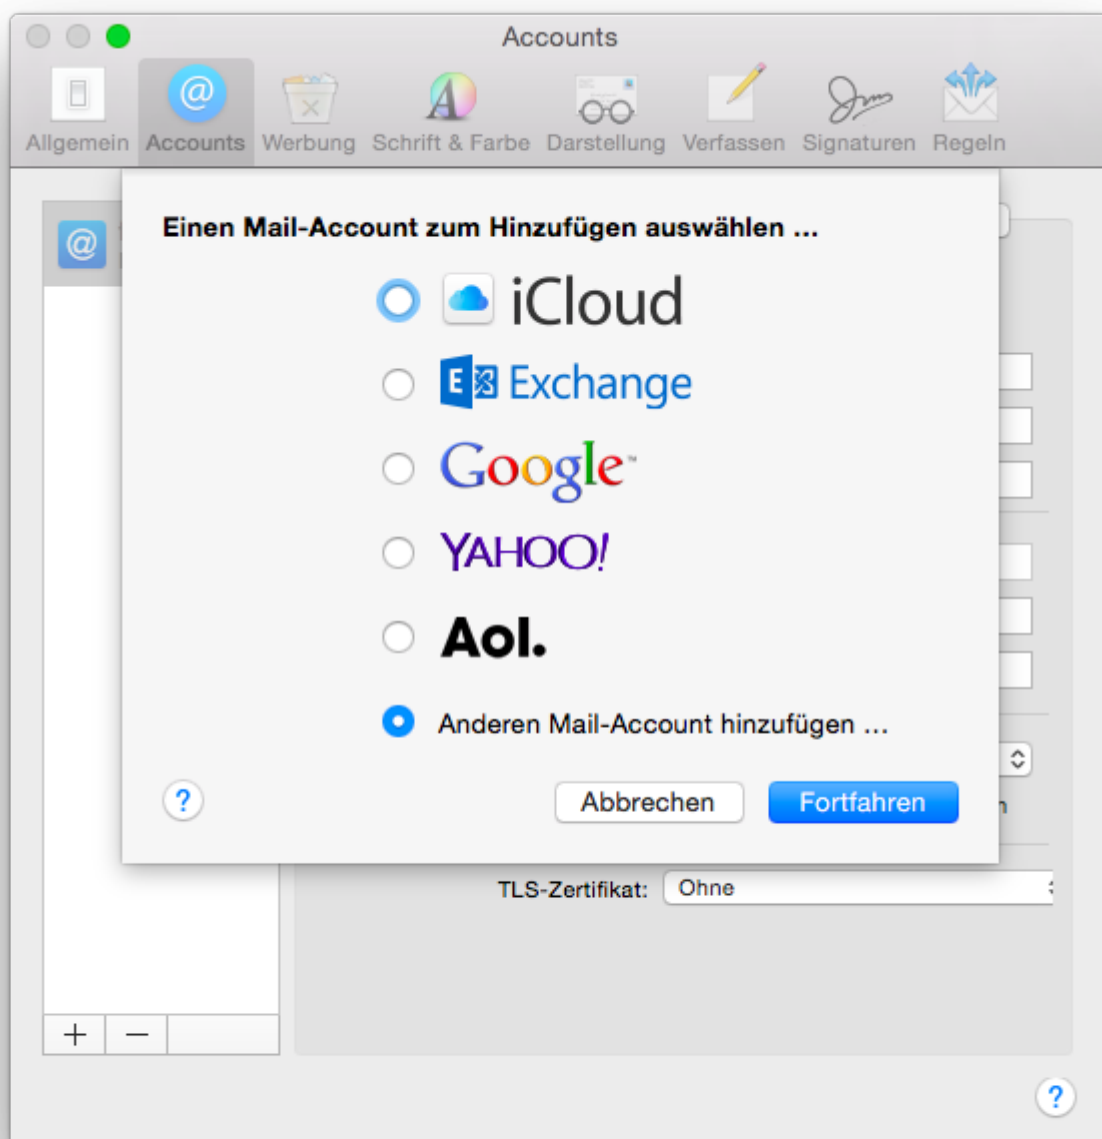 Accounts
Allgemein Accounts Werbung Schrift & Farbe Darstellung Verfassen Signaturen Regeln
Einen Mail-Account zum Hinzufügen auswählen ...
iCloud
E Exchange
Google™
YAHOO!
Aol.
Anderen Mail-Account hinzufügen ...
? Abbrechen Fortfahren
TLS-Zertifikat: Ohne
?